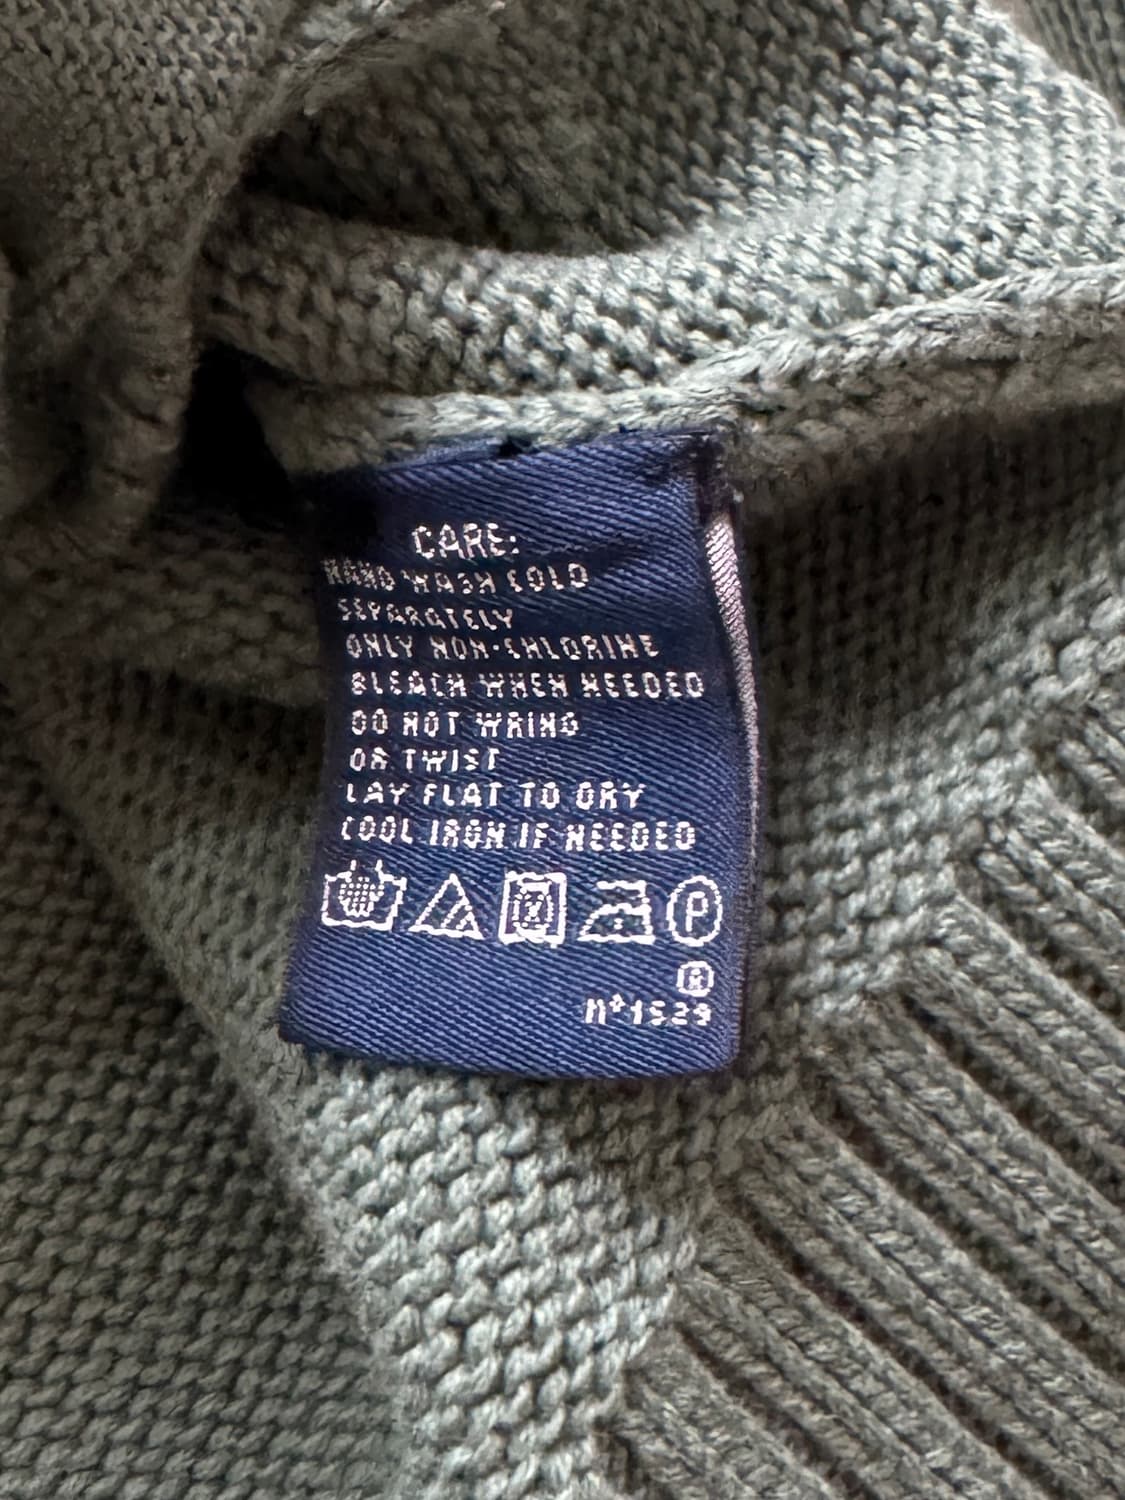 CARE:
HAND WASH COLD
SEPARATELY
ONLY NON-CHLORINE
BLEACH WHEN NEEDED
DO NOT WRING
OR TWIST
LAY FLAT TO DRY
COOL IRON IF NEEDED
P
®
Nº 1529